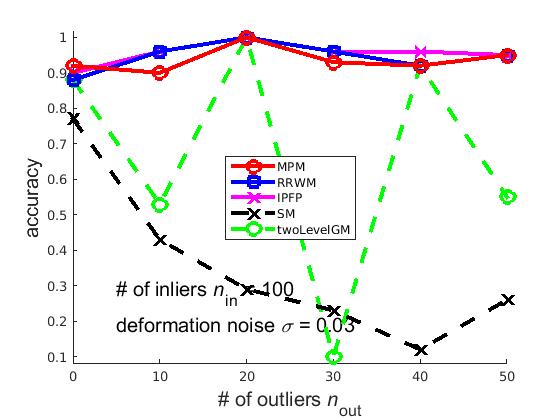 1
0.9
0.8
0.7
0.6
0.5
0.4
0.3
0.2
0.1
accuracy
MPM
RRWM
IPFP
SM
twoLevelGM
# of inliers n_in = 100
deformation noise σ = 0.03
0 10 20 30 40 50
# of outliers n_out